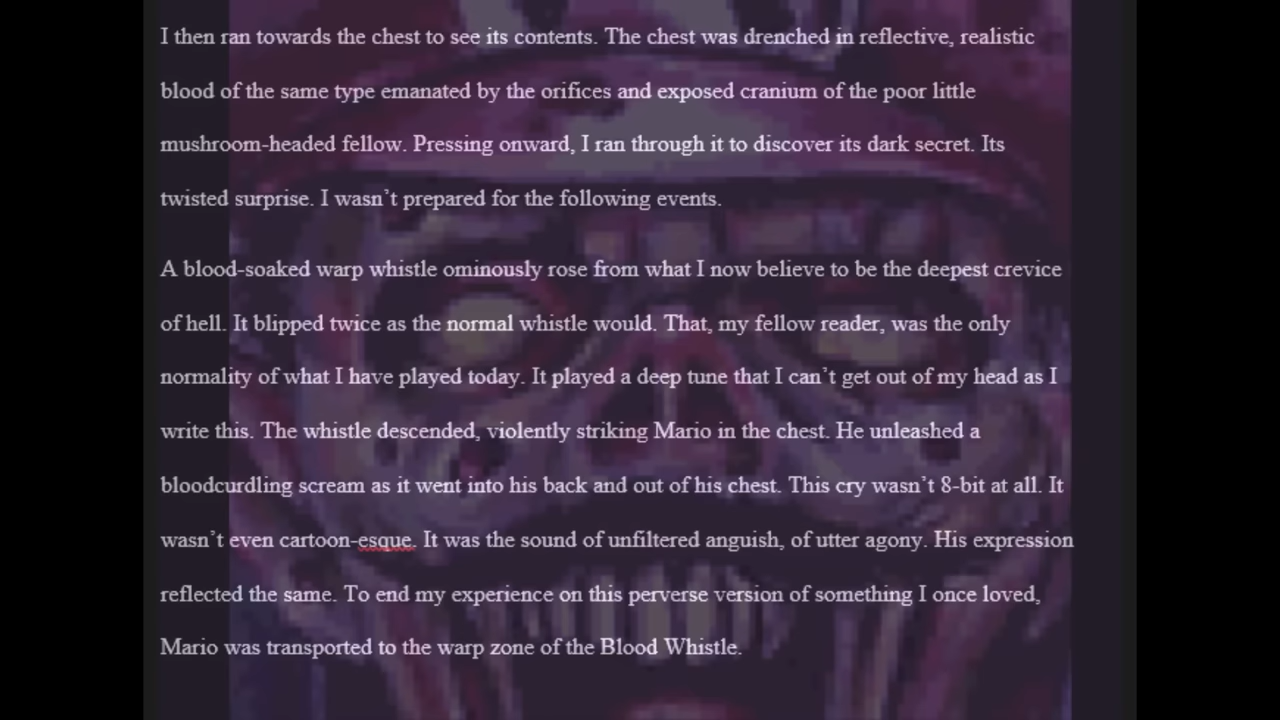 I then ran towards the chest to see its contents. The chest was drenched in reflective, realistic
blood of the same type emanated by the orifices and exposed cranium of the poor little
mushroom-headed fellow. Pressing onward, I ran through it to discover its dark secret. Its
twisted surprise. I wasn’t prepared for the following events.
A blood-soaked warp whistle ominously rose from what I now believe to be the deepest crevice
of hell. It blipped twice as the normal whistle would. That, my fellow reader, was the only
normality of what I have played today. It played a deep tune that I can’t get out of my head as I
write this. The whistle descended, violently striking Mario in the chest. He unleashed a
bloodcurdling scream as it went into his back and out of his chest. This cry wasn’t 8-bit at all. It
wasn’t even cartoon-esque. It was the sound of unfiltered anguish, of utter agony. His expression
reflected the same. To end my experience on this perverse version of something I once loved,
Mario was transported to the warp zone of the Blood Whistle.